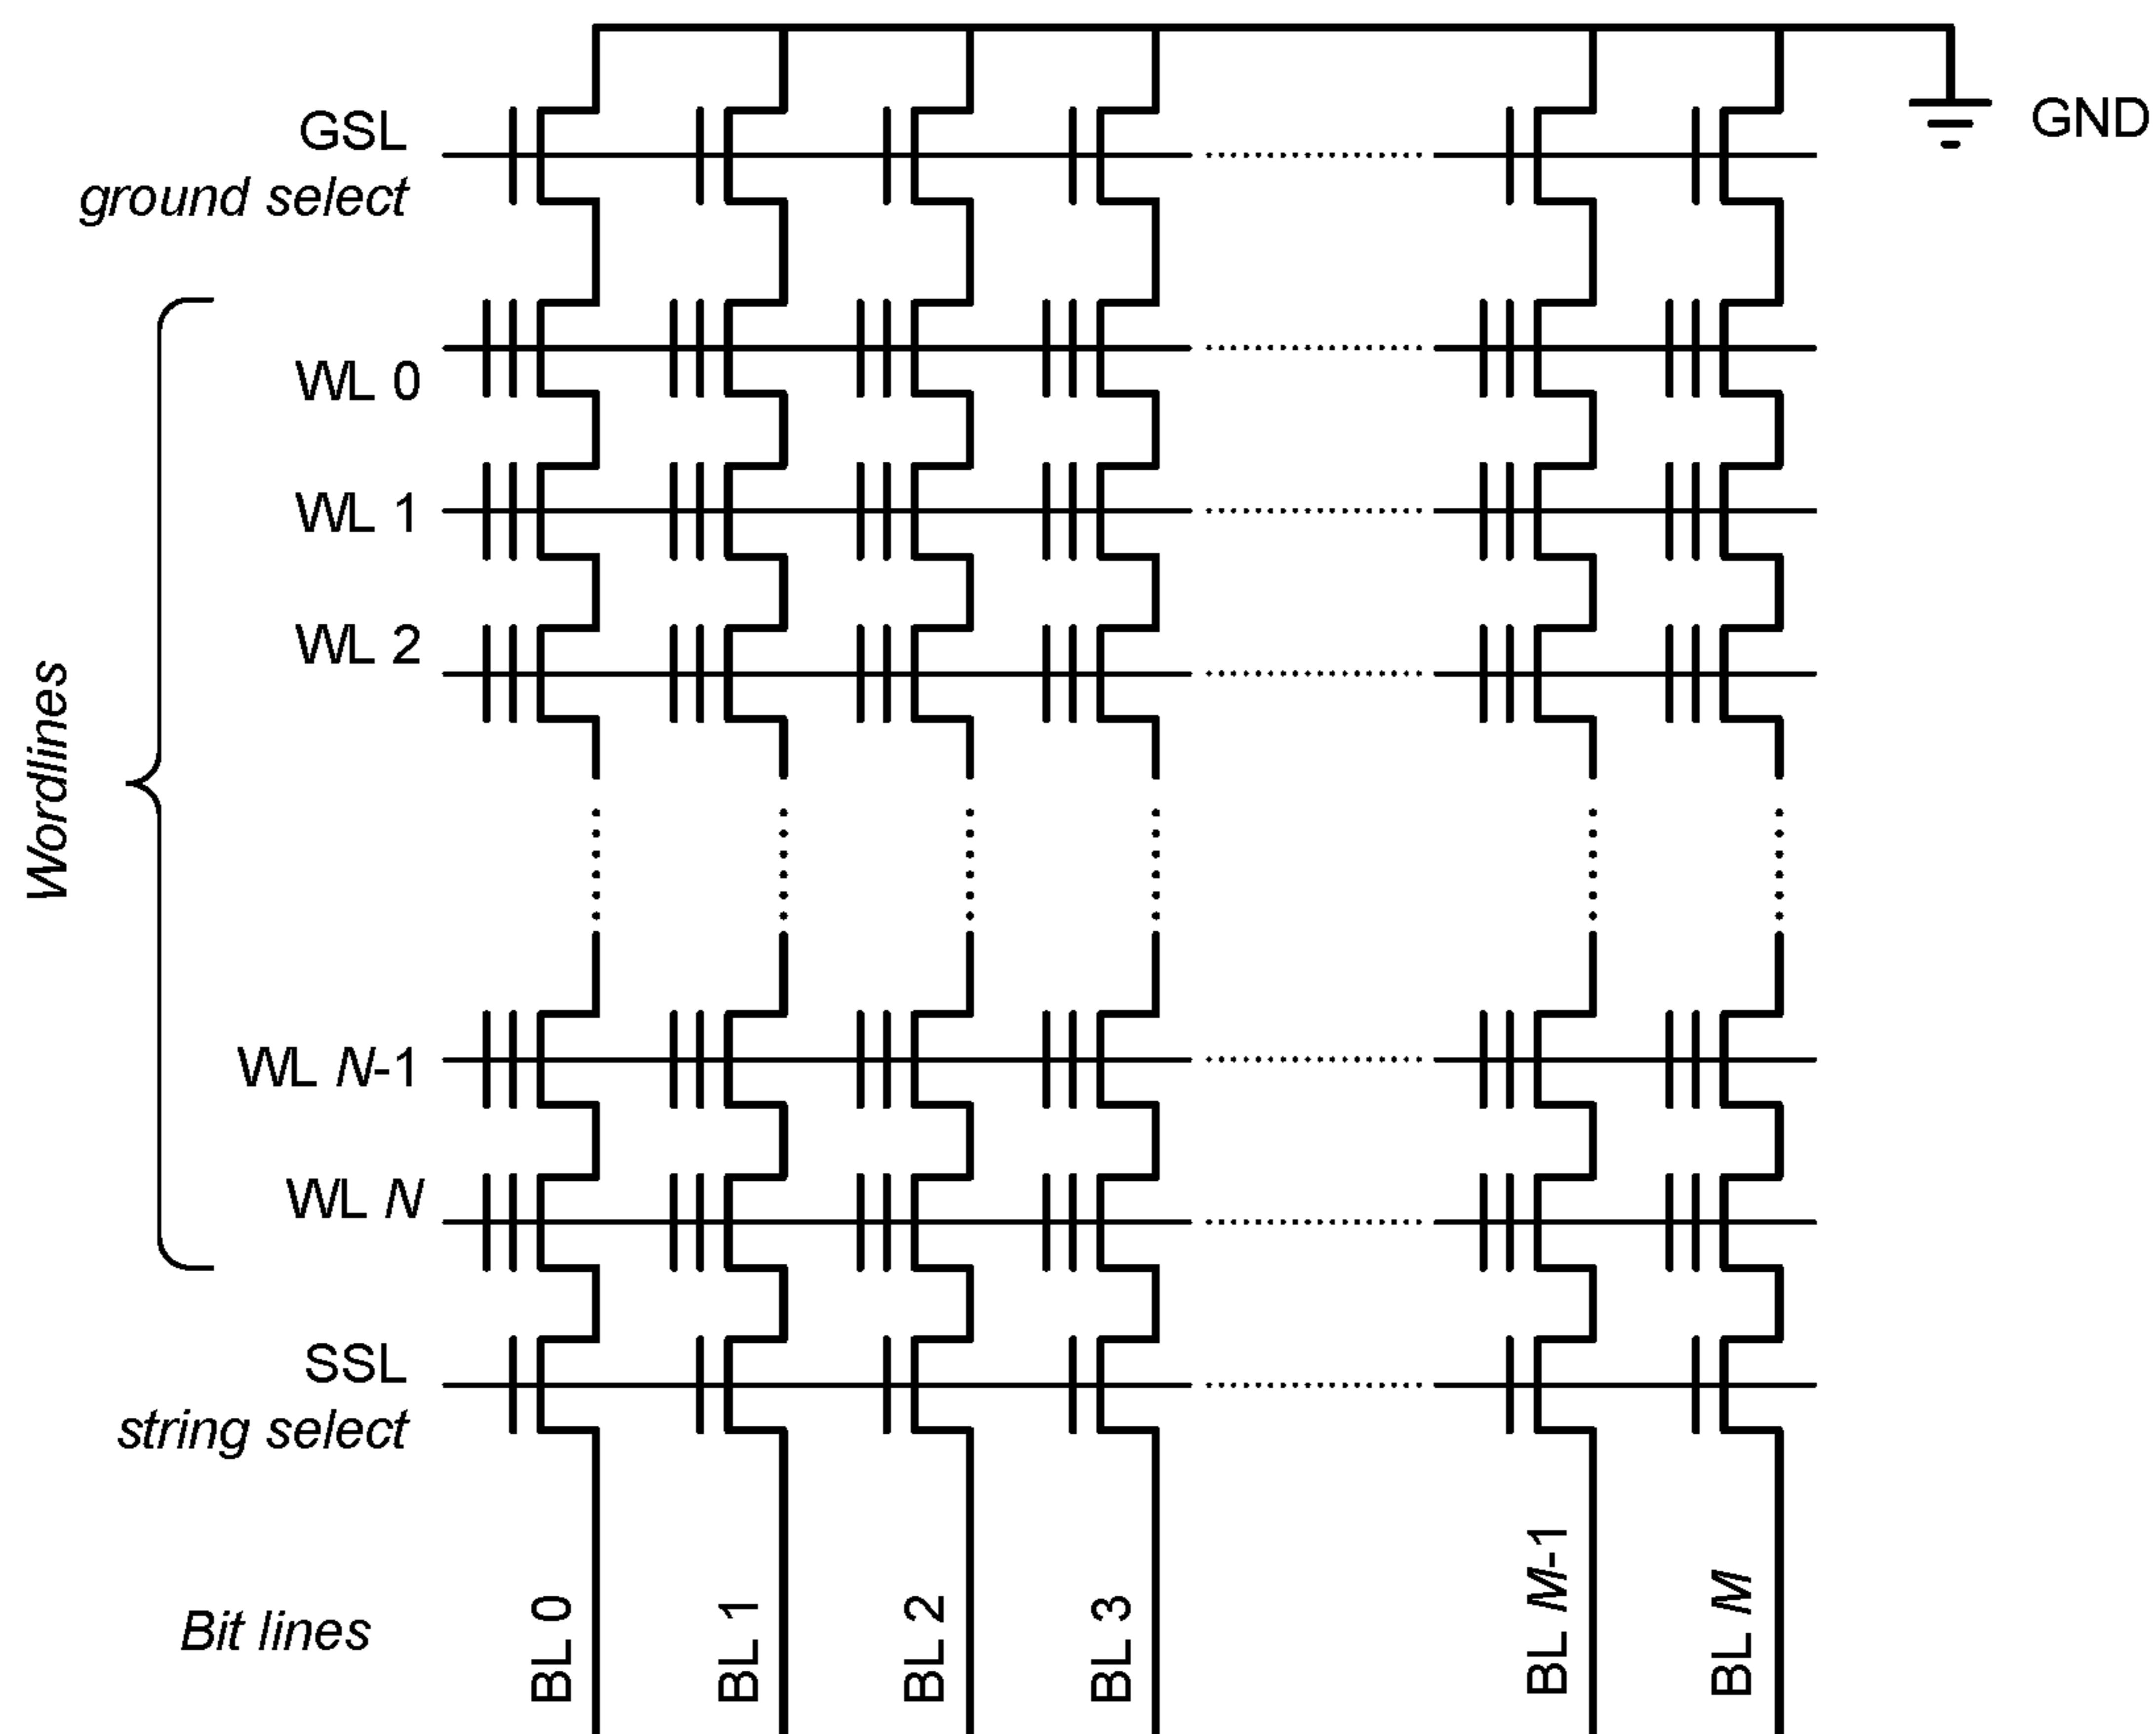 GSL
GND
ground select
WL 0
WL 1
WL 2
Wordlines
WL N-1
WL N
SSL
string select
Bit lines
BL 0
BL 1
BL 2
BL 3
BL M-1
BL M